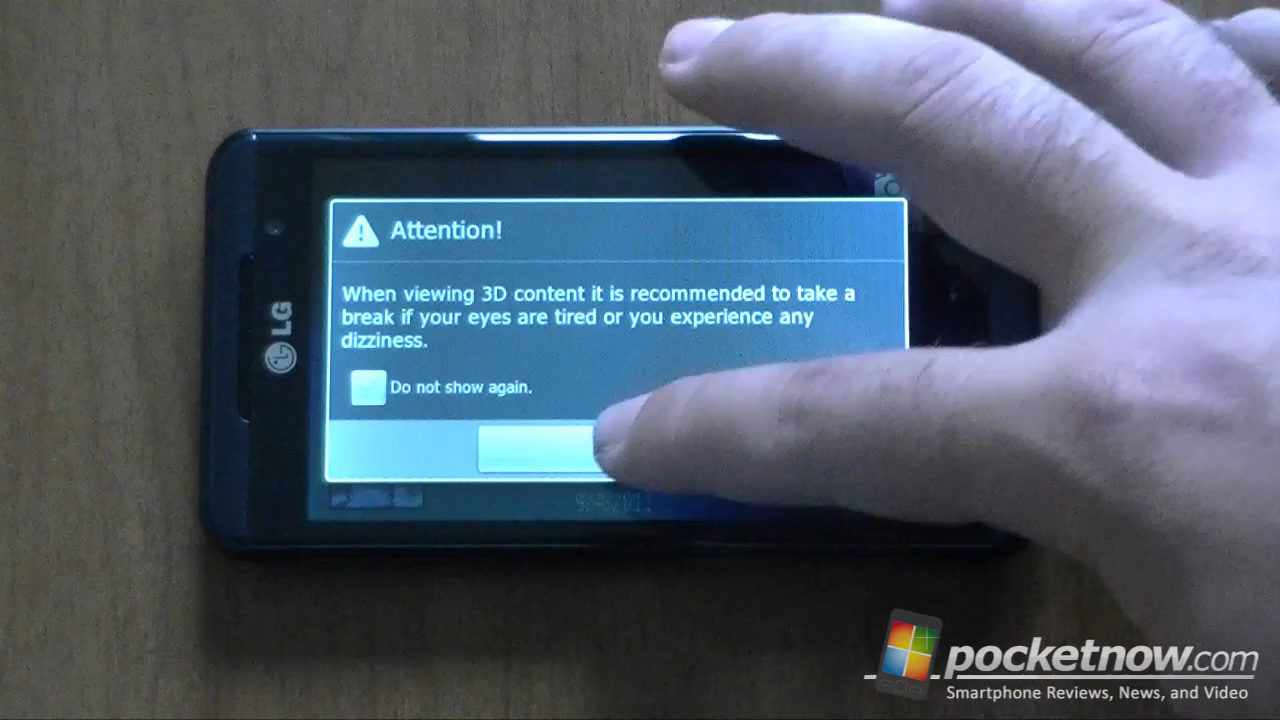 Attention!
When viewing 3D content it is recommended to take a
break if your eyes are tired or you experience any
dizziness.
Do not show again.
LG
pocketnow.com
Smartphone Reviews, News, and Video